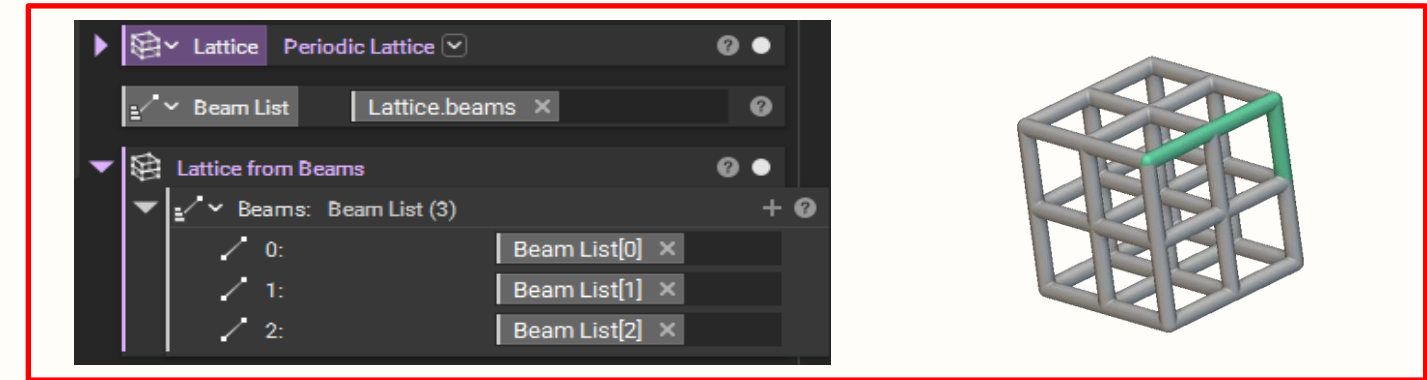 Lattice Periodic Lattice
Beam List Lattice.beams
Lattice from Beams
Beams: Beam List (3)
0: Beam List[0]
1: Beam List[1]
2: Beam List[2]